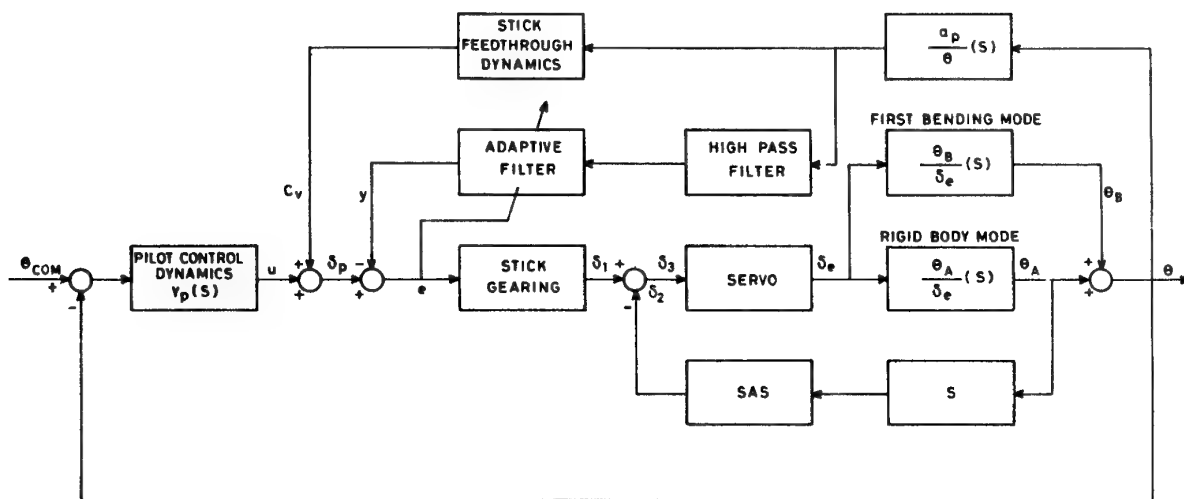 STICK
FEEDTHROUGH
DYNAMICS
α_p
θ
(S)
FIRST BENDING MODE
ADAPTIVE
FILTER
HIGH PASS
FILTER
θ_B
δ_e
(S)
C_v
y
θ_B
RIGID BODY MODE
θ_COM
+
-
PILOT CONTROL
DYNAMICS
Y_p(S)
u
+
+
δ_p
-
+
e
STICK
GEARING
δ_1
+
-
δ_3
δ_2
SERVO
δ_e
θ_A
δ_e
(S)
θ_A
+
+
θ
SAS
S